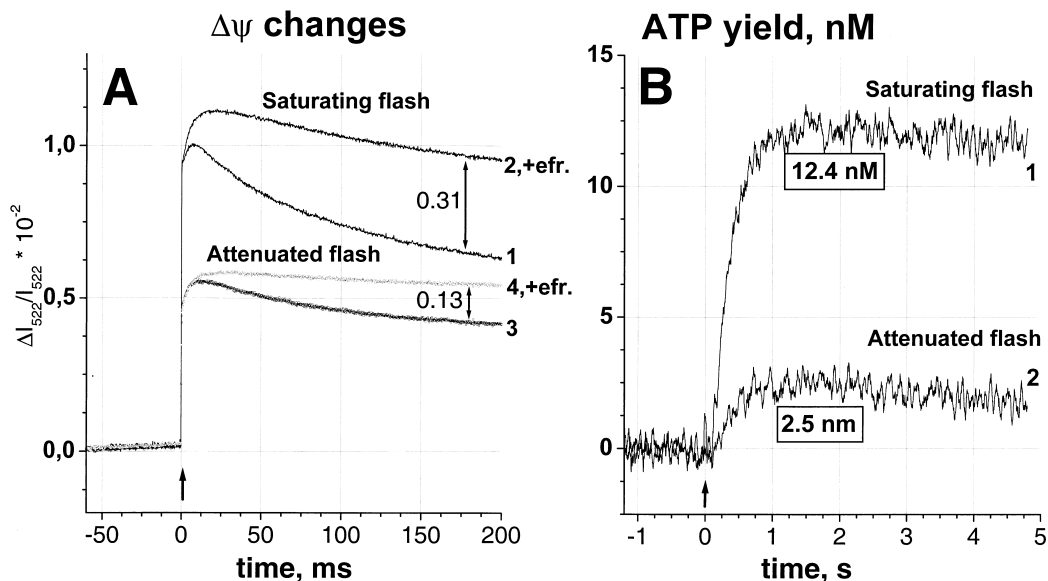 Δψ changes
A
Saturating flash
2,+efr.
0.31
1
Attenuated flash
4,+efr.
0.13
3
1,0
0,5
0,0
ΔI522/I522 * 10-2
-50 0 50 100 150 200
time, ms
ATP yield, nM
B
Saturating flash
1
12.4 nM
Attenuated flash
2
2.5 nm
15
10
5
0
-1 0 1 2 3 4 5
time, s